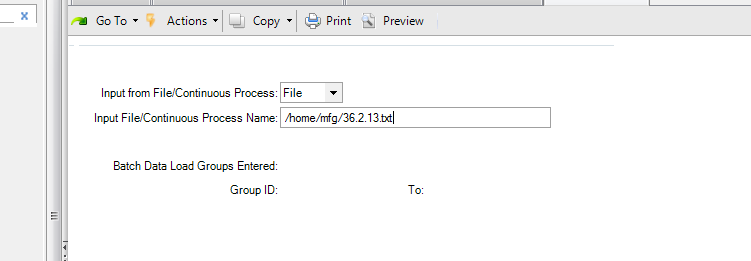 Go To Actions Copy Print Preview
Input from File/Continuous Process: File
Input File/Continuous Process Name: /home/mfg/36.2.13.txt
Batch Data Load Groups Entered:
Group ID: To: